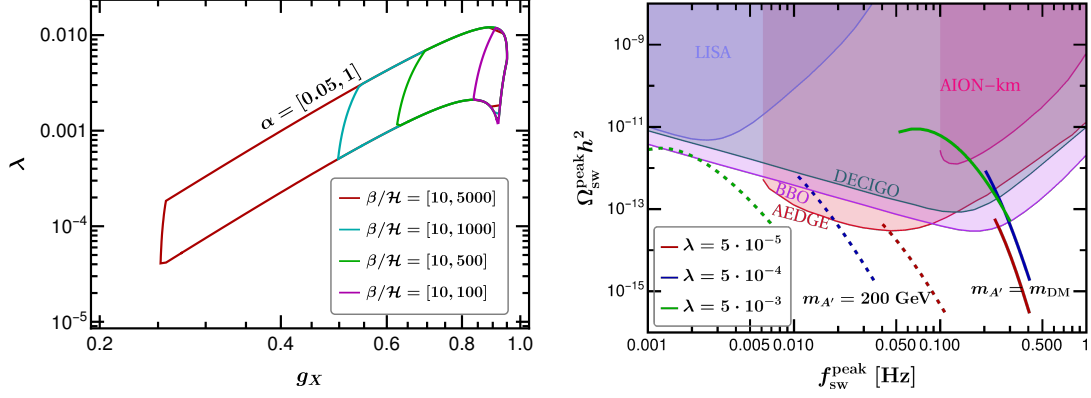 0.010
0.001
10⁻⁴
10⁻⁵
λ
α = [0.05, 1]
β/ℋ = [10, 5000]
β/ℋ = [10, 1000]
β/ℋ = [10, 500]
β/ℋ = [10, 100]
0.2
0.4
0.6
0.8
1.0
g_X
10⁻⁹
10⁻¹¹
10⁻¹³
10⁻¹⁵
Ω_sw^peak h²
LISA
AION−km
DECIGO
BBO
AEDGE
λ = 5 · 10⁻⁵
λ = 5 · 10⁻⁴
λ = 5 · 10⁻³
m_A′ = 200 GeV
m_A′ = m_DM
0.001
0.005
0.010
0.050
0.100
0.500
1
f_sw^peak [Hz]